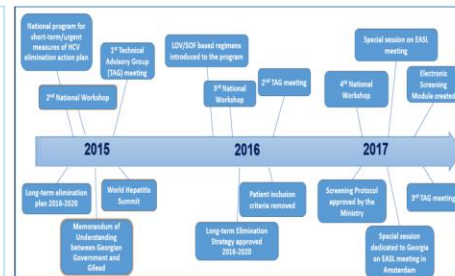 National program for
short-term/urgent
measures of HCV
elimination action plan
2nd National Workshop
1st Technical
Advisory Group (TAG)
meeting
LDV/SOF based regimens
introduced to the program
3rd National
Workshop
2nd TAG meeting
Special session on EASL
meeting
4th National
Workshop
Electronic
Screening
Module created
2015
2016
2017
Long-term elimination
plan 2016-2020
Memorandum of
Understanding
between Georgian
Government and
Gilead
World Hepatitis
Summit
Long-term Elimination
Strategy approved
2016-2020
Patient inclusion
criteria removed
Screening Protocol
approved by the
Ministry
Special session
dedicated to Georgia
on EASL meeting in
Amsterdam
3rd TAG meeting